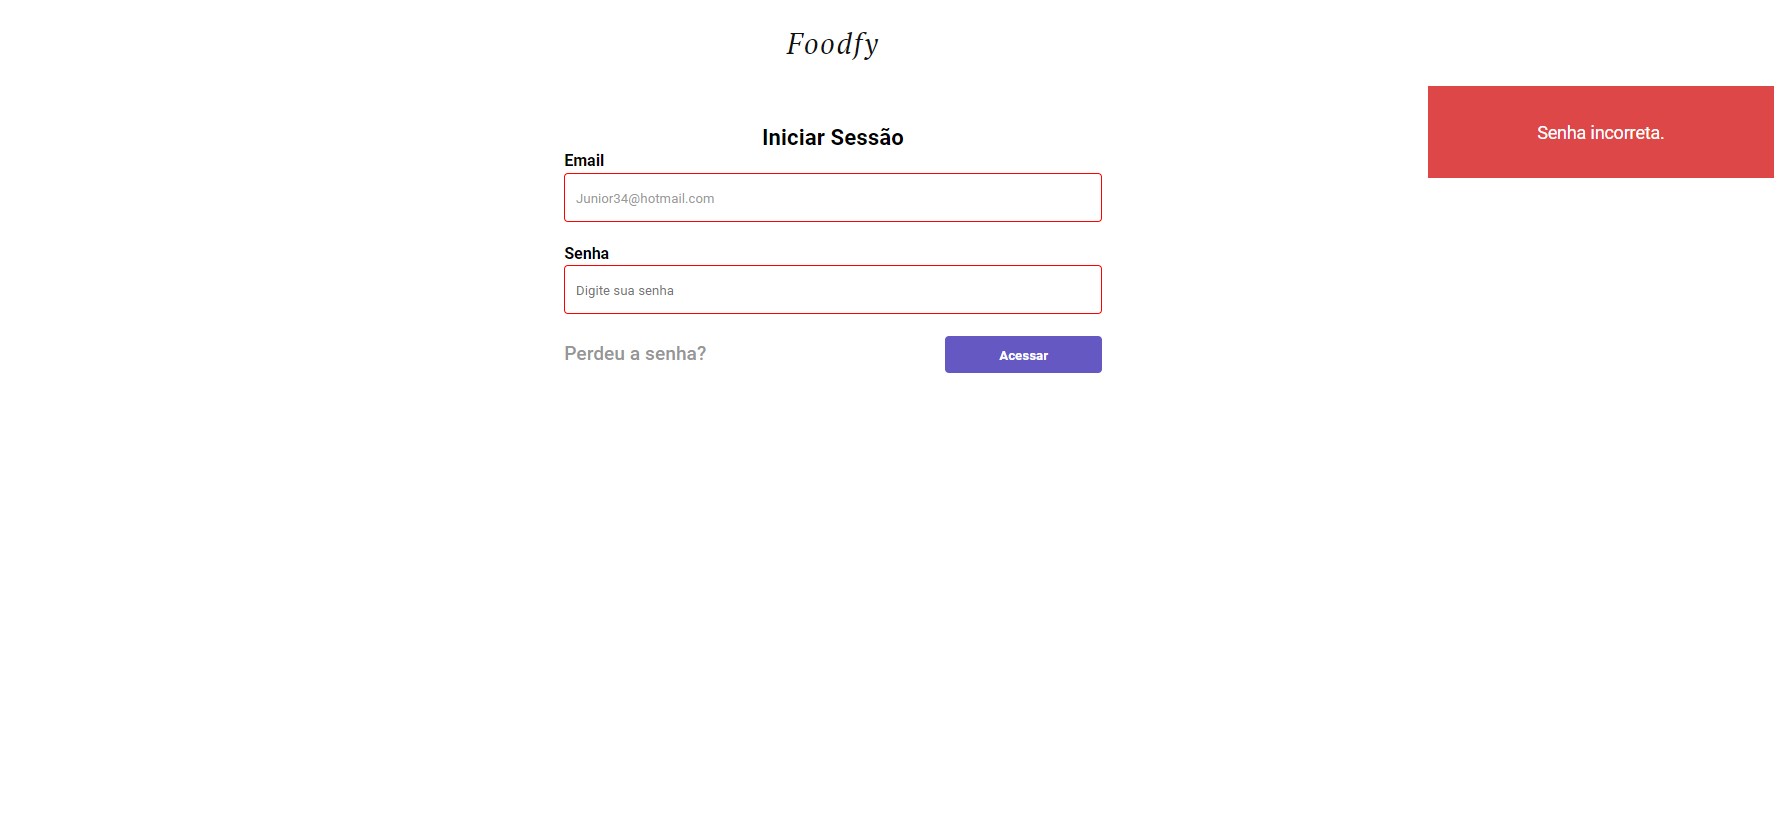 Foodfy
Senha incorreta.
Iniciar Sessão
Email
Junior34@hotmail.com
Senha
Digite sua senha
Perdeu a senha?
Acessar